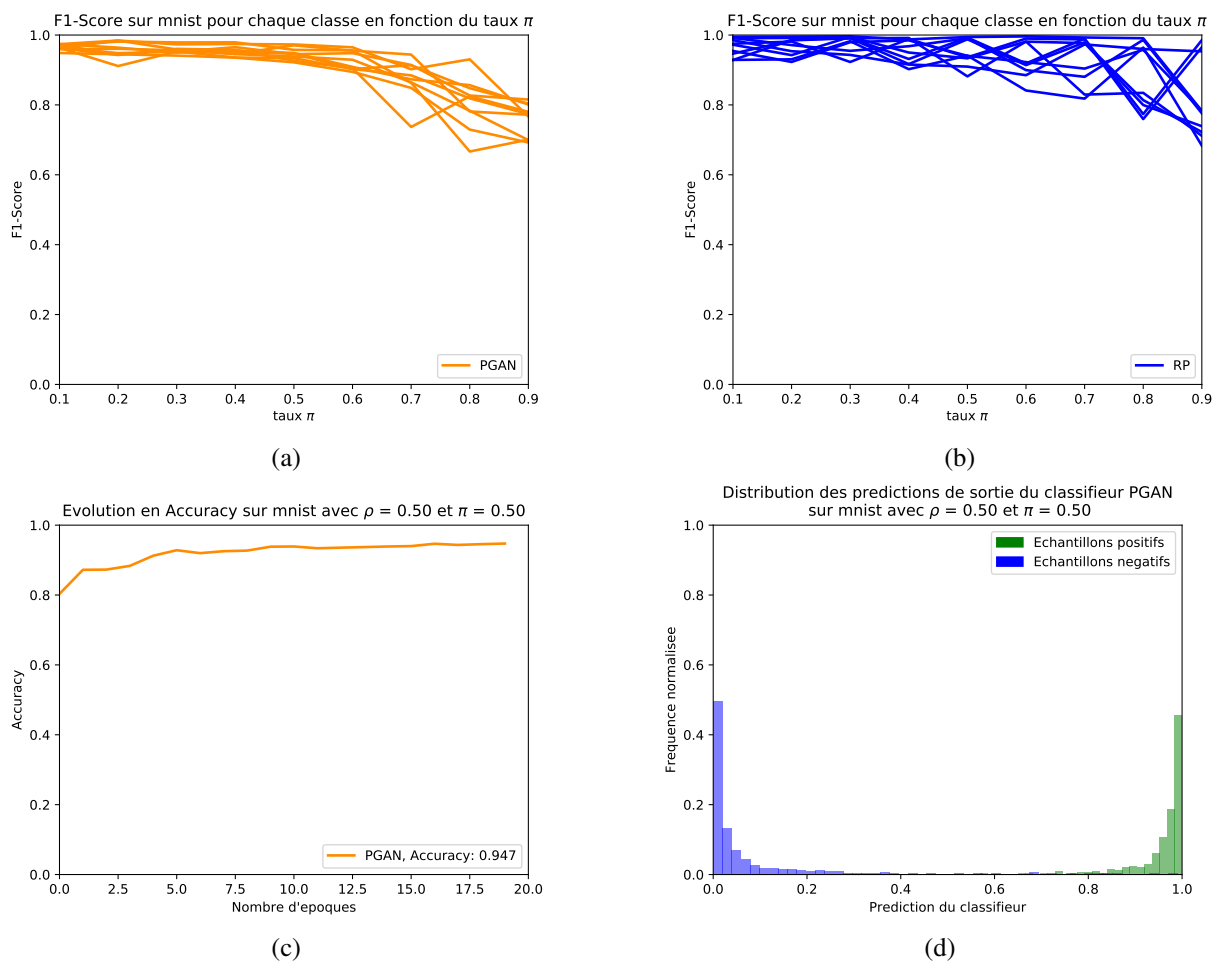 F1-Score sur mnist pour chaque classe en fonction du taux π
1.0
0.8
0.6
0.4
0.2
0.0
F1-Score
PGAN
0.1 0.2 0.3 0.4 0.5 0.6 0.7 0.8 0.9
taux π
(a)
F1-Score sur mnist pour chaque classe en fonction du taux π
1.0
0.8
0.6
0.4
0.2
0.0
F1-Score
RP
0.1 0.2 0.3 0.4 0.5 0.6 0.7 0.8 0.9
taux π
(b)
Evolution en Accuracy sur mnist avec ρ = 0.50 et π = 0.50
1.0
0.8
0.6
0.4
0.2
0.0
Accuracy
PGAN, Accuracy: 0.947
0.0 2.5 5.0 7.5 10.0 12.5 15.0 17.5 20.0
Nombre d'epoques
(c)
Distribution des predictions de sortie du classifieur PGAN
sur mnist avec ρ = 0.50 et π = 0.50
1.0
0.8
0.6
0.4
0.2
0.0
Frequence normalisee
Echantillons positifs
Echantillons negatifs
0.0 0.2 0.4 0.6 0.8 1.0
Prediction du classifieur
(d)